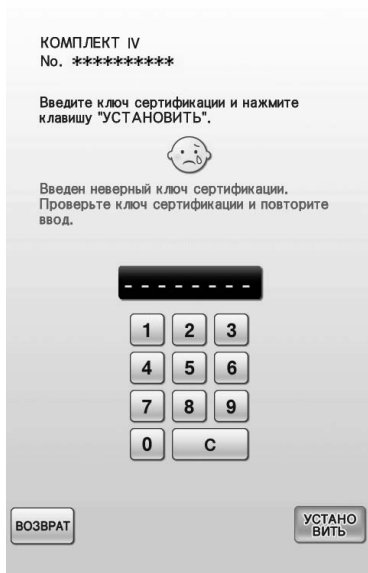 КОМПЛЕКТ IV
No. **********
Введите ключ сертификации и нажмите
клавишу "УСТАНОВИТЬ".
Введен неверный ключ сертификации.
Проверьте ключ сертификации и повторите
ввод.
- - - - - - - -
1 2 3
4 5 6
7 8 9
0 C
ВОЗВРАТ
УСТАНО
ВИТЬ